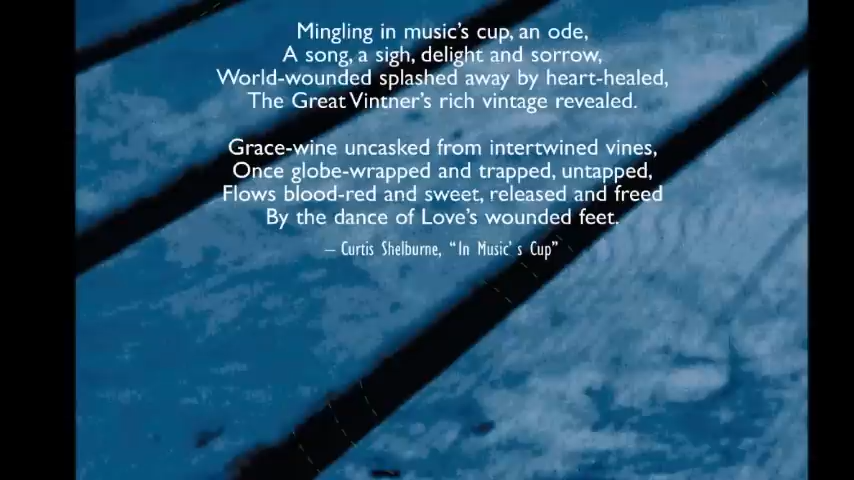 Mingling in music's cup, an ode,
A song, a sigh, delight and sorrow,
World-wounded splashed away by heart-healed,
The Great Vintner's rich vintage revealed.
Grace-wine uncasked from intertwined vines,
Once globe-wrapped and trapped, untapped,
Flows blood-red and sweet, released and freed
By the dance of Love's wounded feet.
– Curtis Shelburne, “In Music' s Cup”